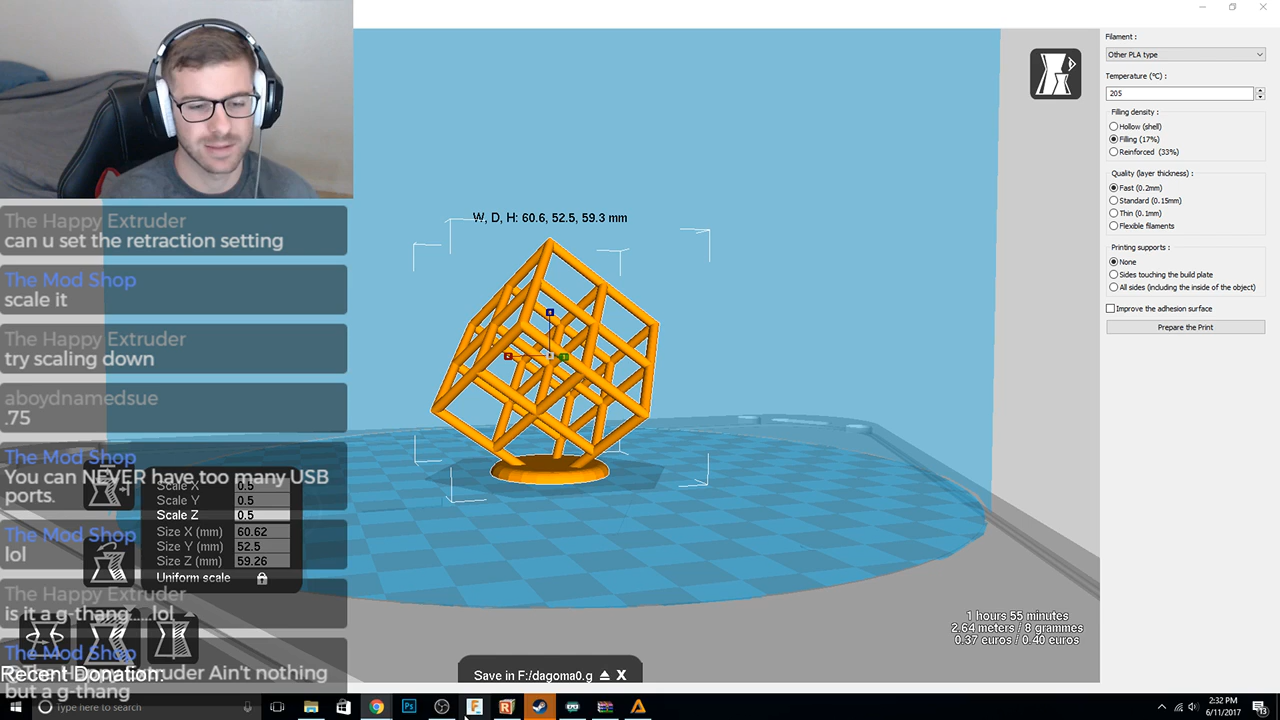 The Happy Extruder
can u set the retraction setting
The Mod Shop
scale it
The Happy Extruder
try scaling down
aboydnamedsue
.75
The Mod Shop
You can NEVER have too many USB
ports.
The Mod Shop
lol
The Happy Extruder
is it a g-thang.....lol
The Mod Shop
Extruder Ain't nothing
but a g-thang
Recent Donation:
Scale X 0.5
Scale Y 0.5
Scale Z 0.5
Size X (mm) 60.62
Size Y (mm) 52.5
Size Z (mm) 59.26
Uniform scale
W, D, H: 60.6, 52.5, 59.3 mm
1 hours 55 minutes
2.64 meters / 8 grammes
0.37 euros / 0.40 euros
Save in F:/dagoma0.g X
Filament :
Other PLA type
Temperature (°C) :
205
Filling density :
Hollow (shell)
Filling (17%)
Reinforced (33%)
Quality (layer thickness) :
Fast (0.2mm)
Standard (0.15mm)
Thin (0.1mm)
Flexible filaments
Printing supports :
None
Sides touching the build plate
All sides (including the inside of the object)
Improve the adhesion surface
Prepare the Print
Type here to search
Ps
2:32 PM
6/11/2017